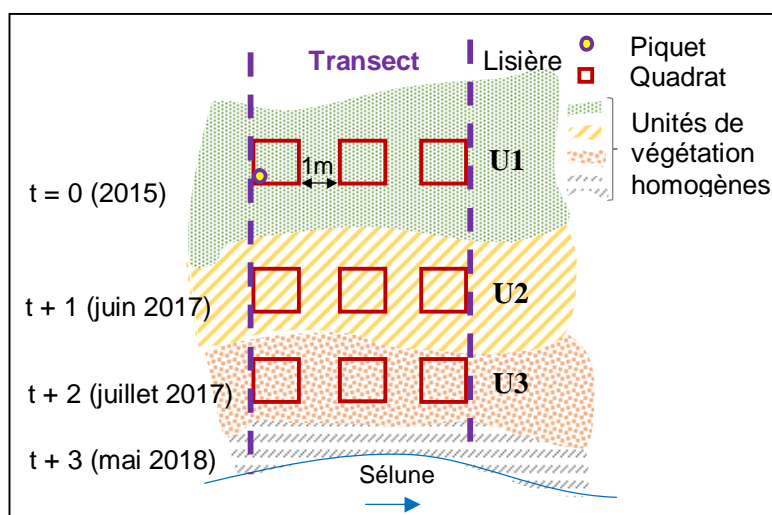 Transect
Lisière
Piquet
Quadrat
Unités de
végétation
homogènes
1m
U1
t = 0 (2015)
U2
t + 1 (juin 2017)
U3
t + 2 (juillet 2017)
t + 3 (mai 2018)
Sélune